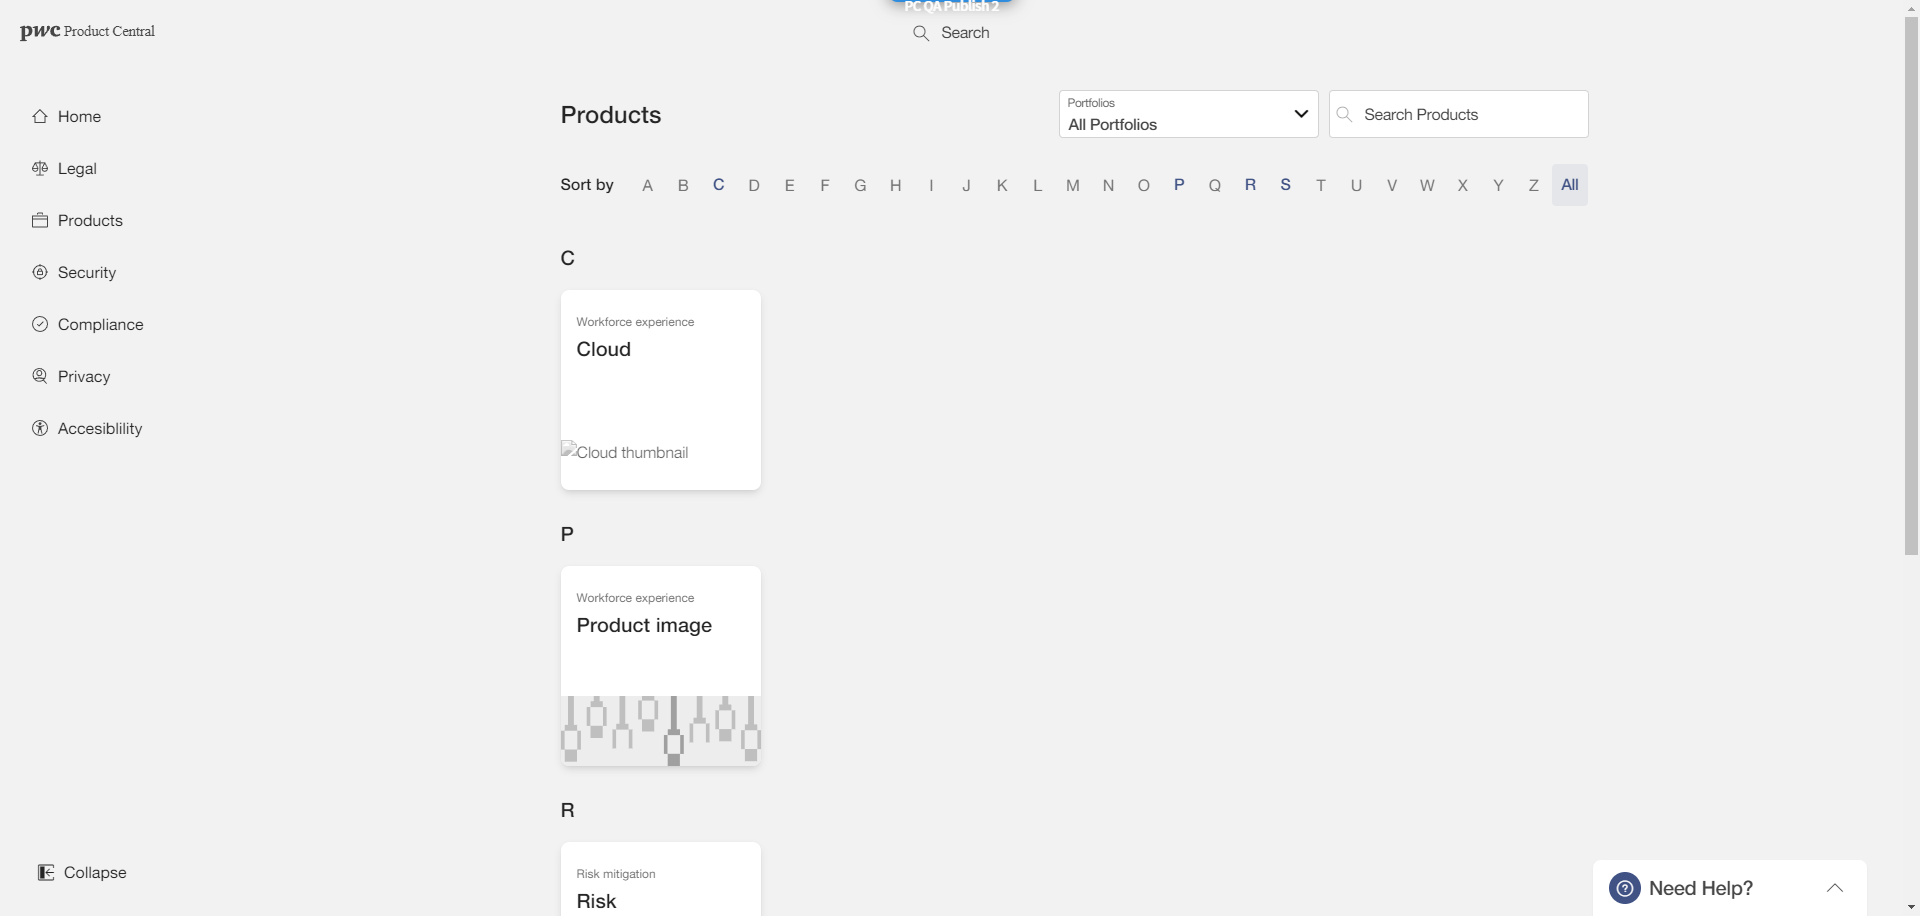 PC QA Publish 2
pwc Product Central
Search
Home
Legal
Products
Security
Compliance
Privacy
Accesiblility
Collapse
Products
Portfolios
All Portfolios
Search Products
Sort by A B C D E F G H I J K L M N O P Q R S T U V W X Y Z All
C
Workforce experience
Cloud
Cloud thumbnail
P
Workforce experience
Product image
R
Risk mitigation
Risk
Need Help?